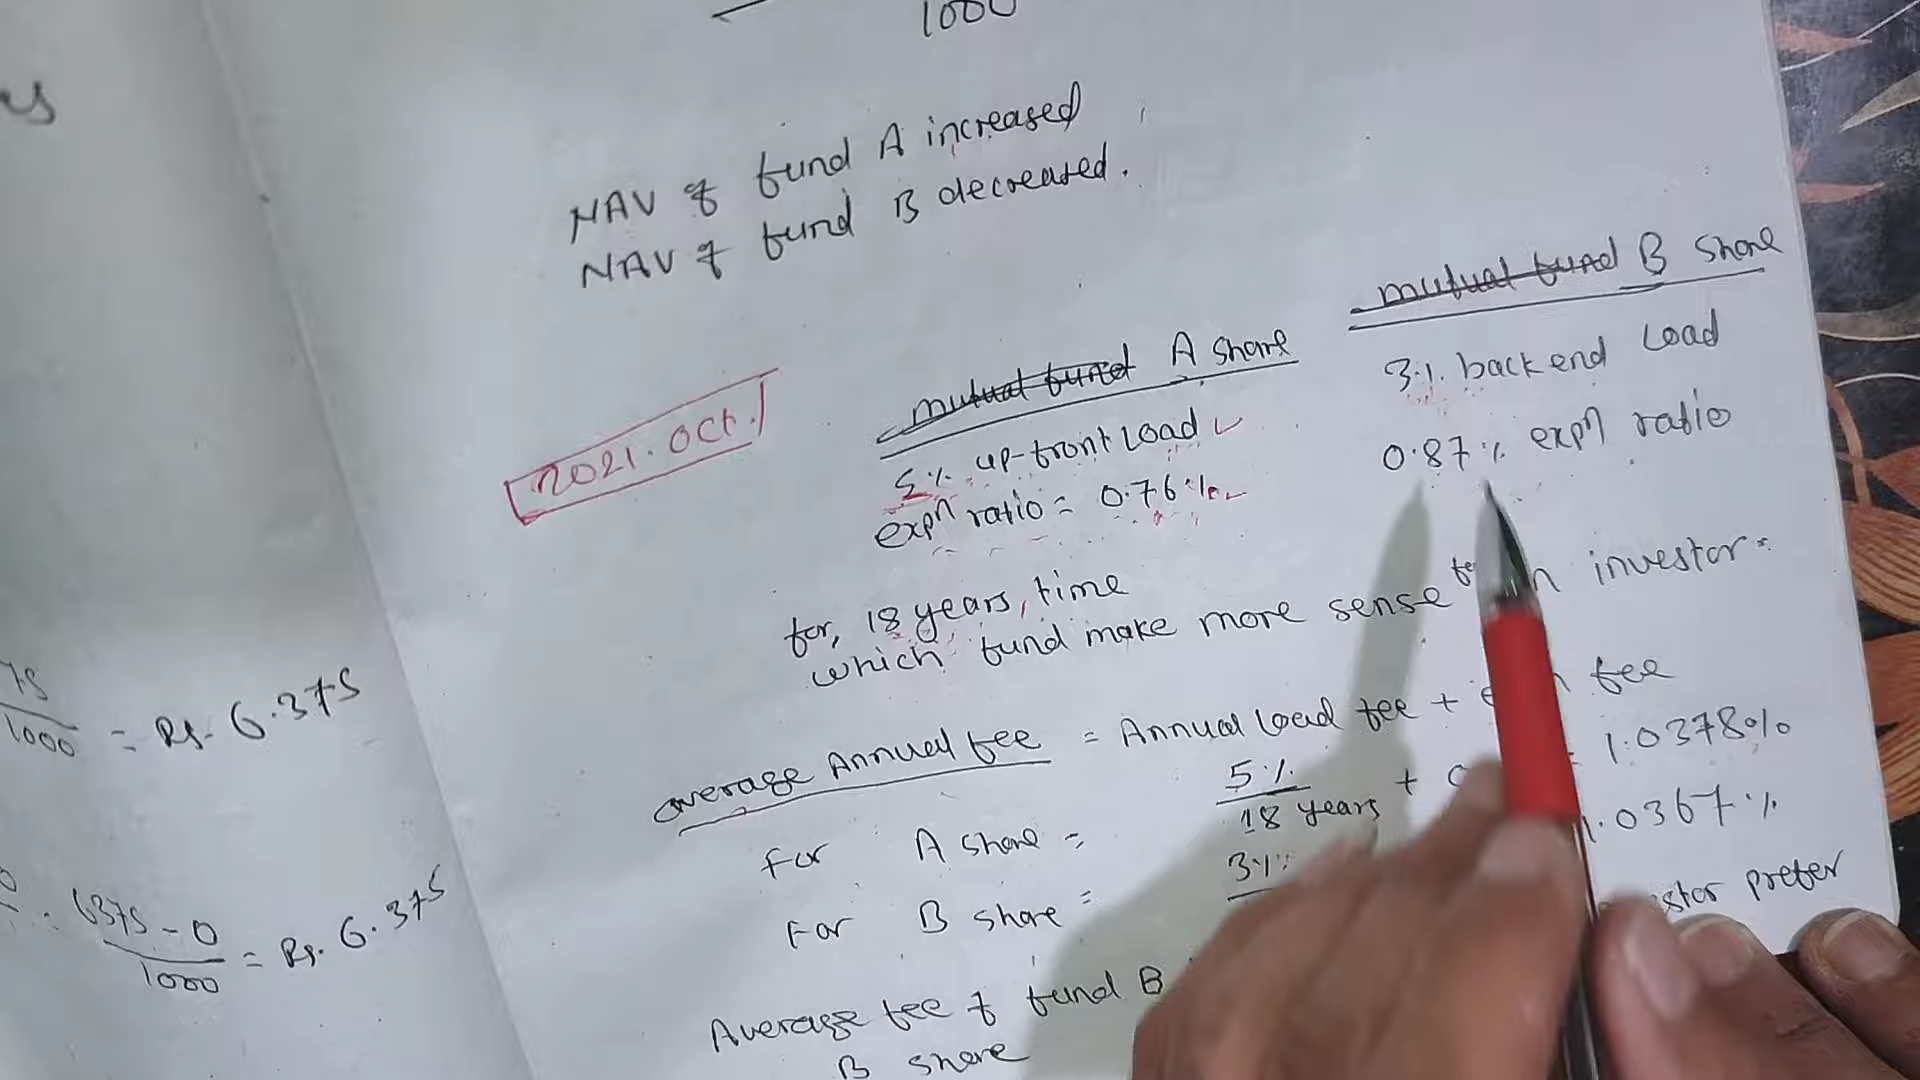 75
1000 = Rs. 6.375
6375 - 0
1000 = Rs. 6.375
1000
NAV of fund A increased
NAV of fund B decreased.
2021. Oct.
mutual fund A Share
5% up-front Load
expn ratio = 0.76%
mutual fund B Share
3%. back end Load
0.87% expn ratio
for, 18 years, time
which fund make more sense investor
average Annual fee = Annual Load fee + fee
For A share = 5% / 18 years + 1.0378%
For B share = 3% 1.0367%
Average fee of fund B prefer
B share